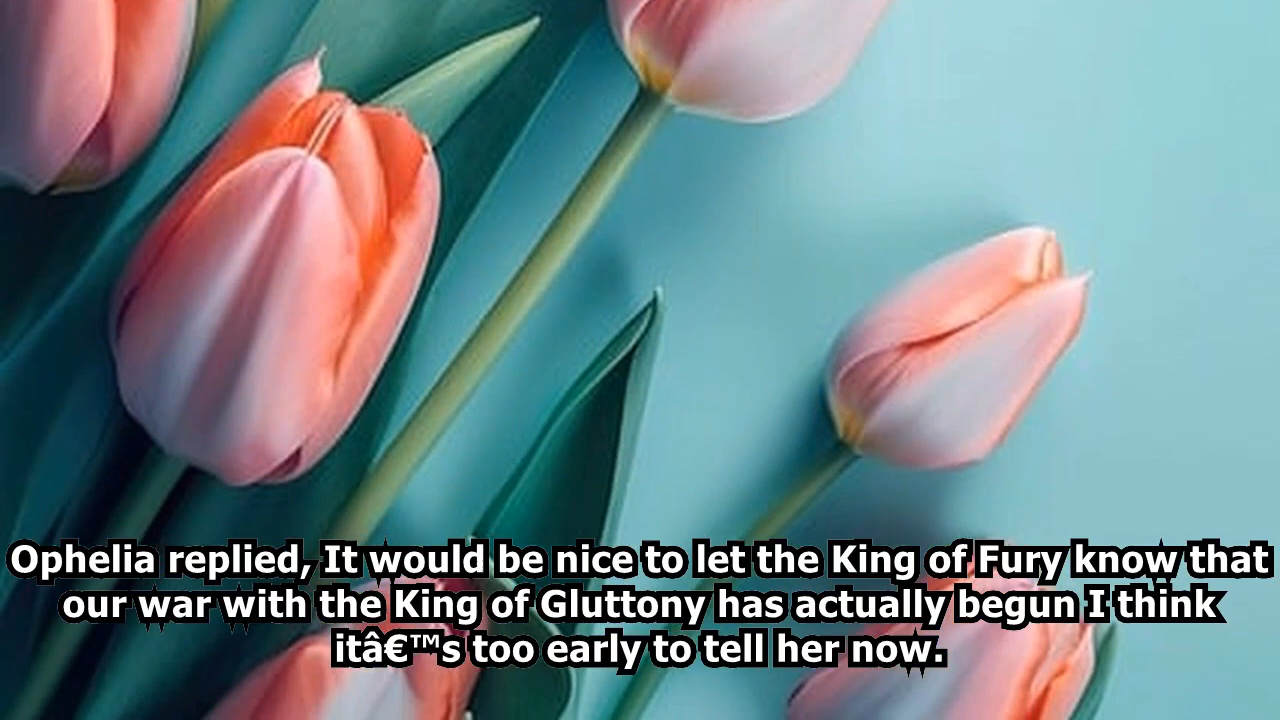 Ophelia replied, It would be nice to let the King of Fury know that
our war with the King of Gluttony has actually begun I think
itâ€™s too early to tell her now.